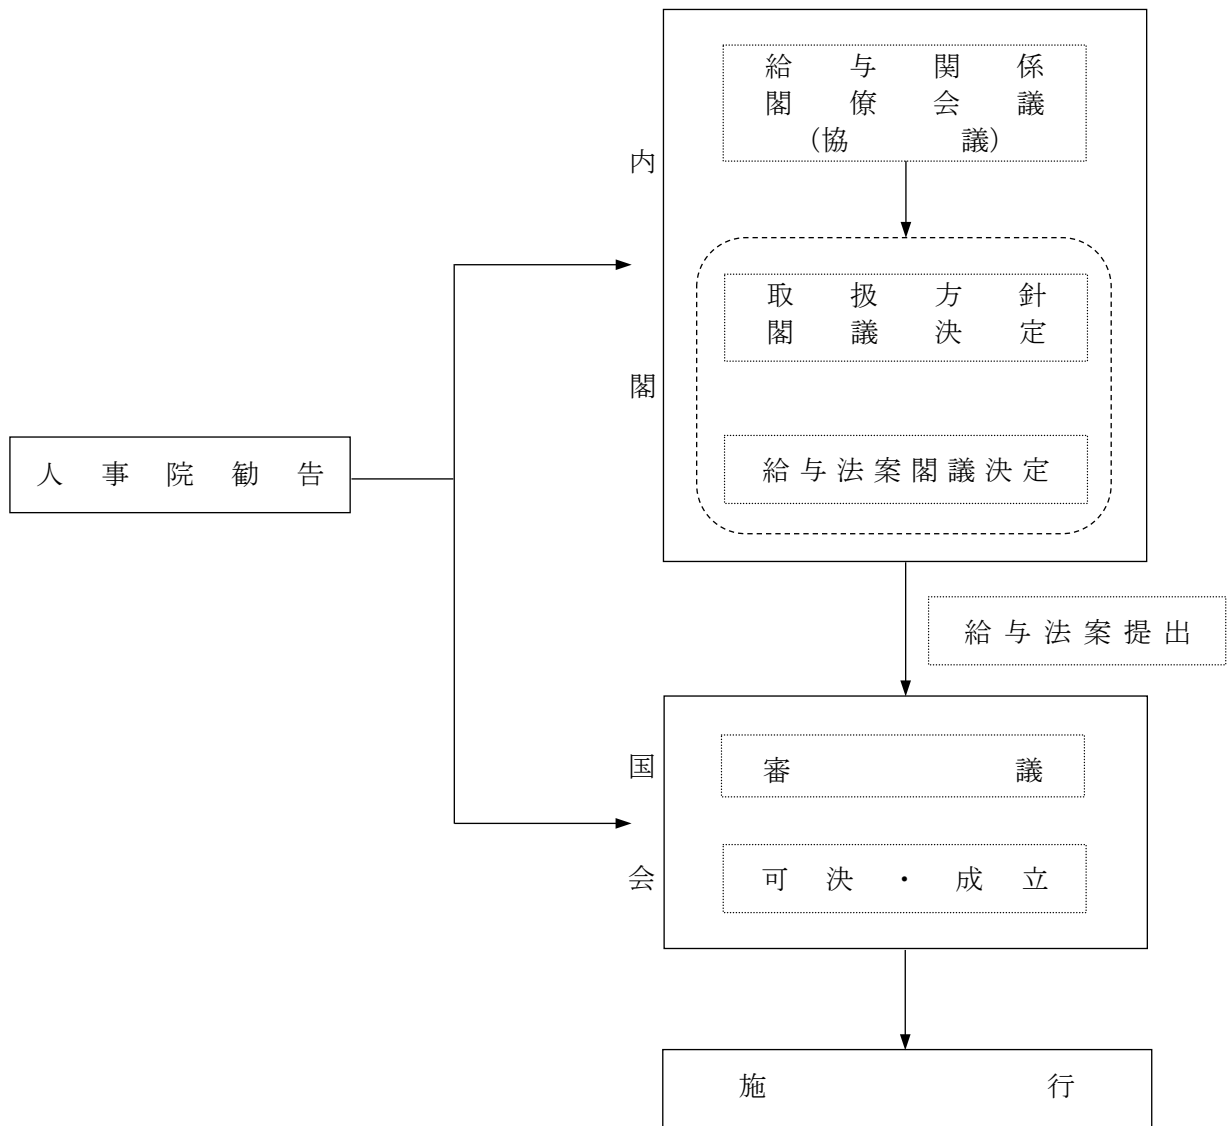 人事院勧告
内閣
給与関係
閣僚会議
(協議)
取扱方針
閣議決定
給与法案閣議決定
給与法案提出
国会
審議
可決・成立
施行